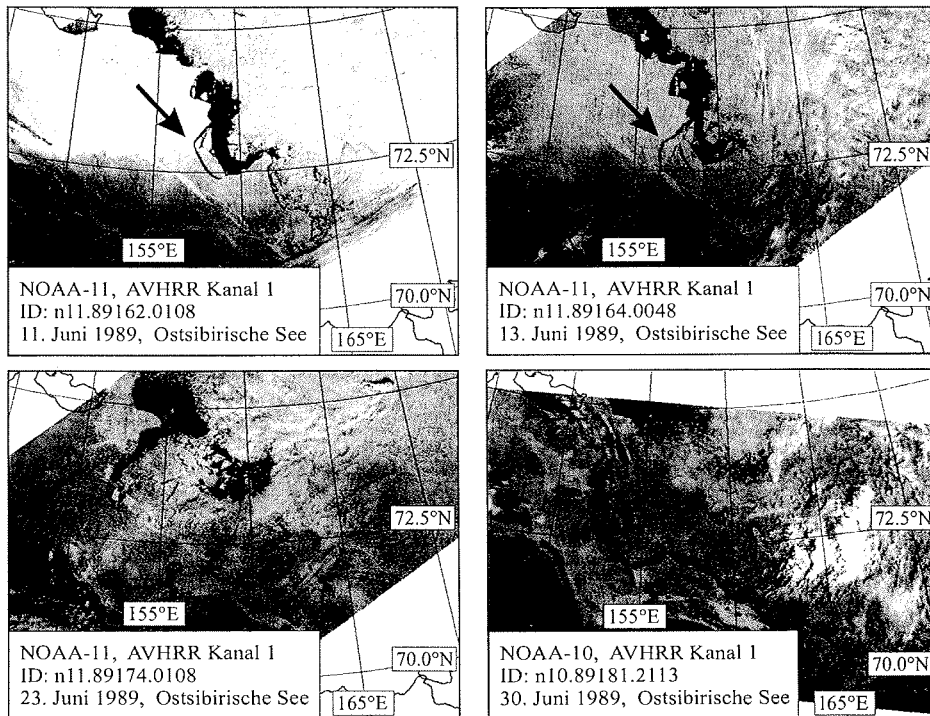 72.5°N
155°E
NOAA-11, AVHRR Kanal 1
ID: n11.89162.0108
11. Juni 1989, Ostsibirische See
70.0°N
165°E
72.5°N
155°E
NOAA-11, AVHRR Kanal 1
ID: n11.89164.0048
13. Juni 1989, Ostsibirische See
70.0°N
165°E
72.5°N
155°E
NOAA-11, AVHRR Kanal 1
ID: n11.89174.0108
23. Juni 1989, Ostsibirische See
70.0°N
165°E
72.5°N
155°E
NOAA-10, AVHRR Kanal 1
ID: n10.89181.2113
30. Juni 1989, Ostsibirische See
70.0°N
165°E